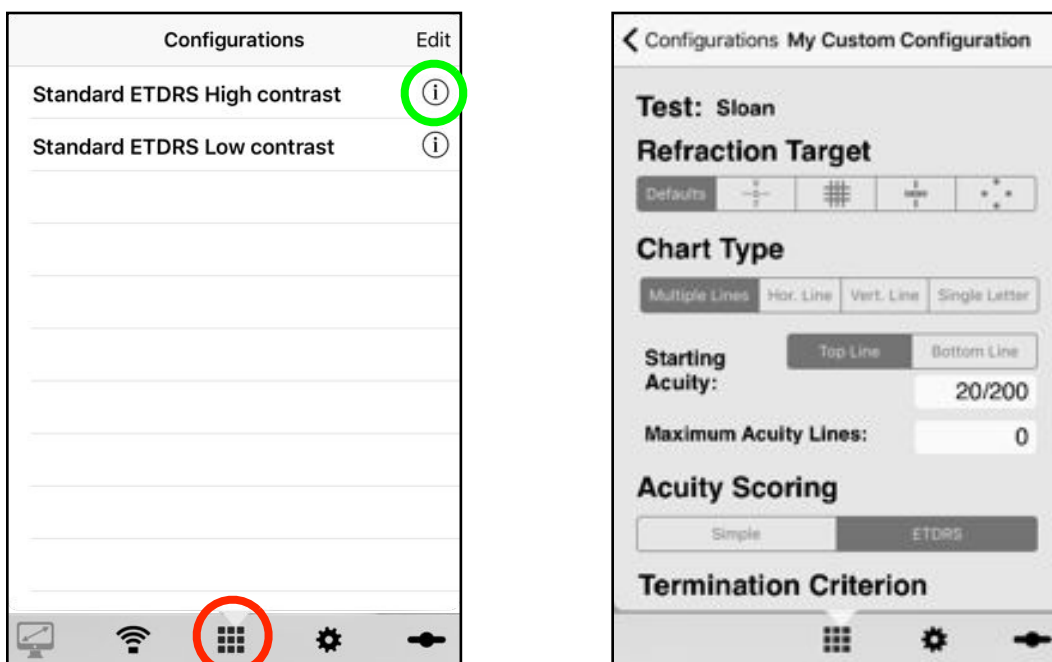 Configurations Edit
Standard ETDRS High contrast
Standard ETDRS Low contrast
Configurations My Custom Configuration
Test: Sloan
Refraction Target
Defaults
Chart Type
Multiple Lines Hor. Line Vert. Line Single Letter
Starting
Acuity:
Top Line Bottom Line
20/200
Maximum Acuity Lines: 0
Acuity Scoring
Simple ETDRS
Termination Criterion